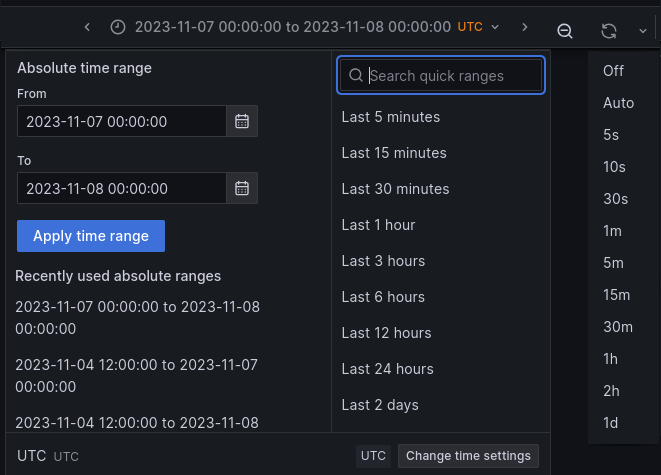 2023-11-07 00:00:00 to 2023-11-08 00:00:00 UTC
Absolute time range
From
2023-11-07 00:00:00
To
2023-11-08 00:00:00
Apply time range
Recently used absolute ranges
2023-11-07 00:00:00 to 2023-11-08
00:00:00
2023-11-04 12:00:00 to 2023-11-07
00:00:00
2023-11-04 12:00:00 to 2023-11-08
Search quick ranges
Last 5 minutes
Last 15 minutes
Last 30 minutes
Last 1 hour
Last 3 hours
Last 6 hours
Last 12 hours
Last 24 hours
Last 2 days
UTC UTC
UTC
Change time settings
Off
Auto
5s
10s
30s
1m
5m
15m
30m
1h
2h
1d